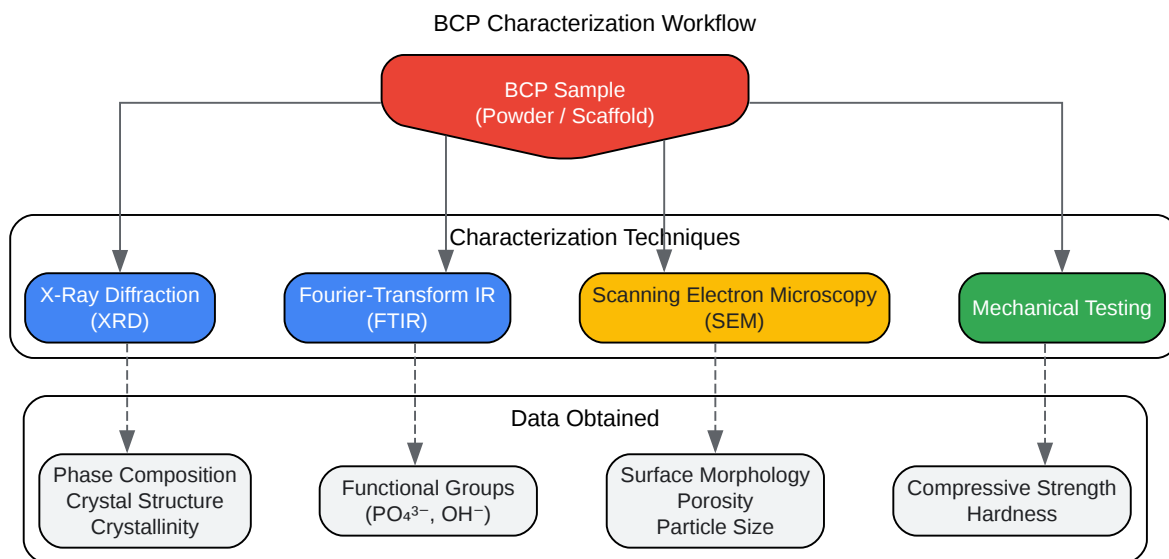 BCP Characterization Workflow
BCP Sample
(Powder / Scaffold)
Characterization Techniques
X-Ray Diffraction
(XRD)
Fourier-Transform IR
(FTIR)
Scanning Electron Microscopy
(SEM)
Mechanical Testing
Data Obtained
Phase Composition
Crystal Structure
Crystallinity
Functional Groups
(PO₄³⁻, OH⁻)
Surface Morphology
Porosity
Particle Size
Compressive Strength
Hardness